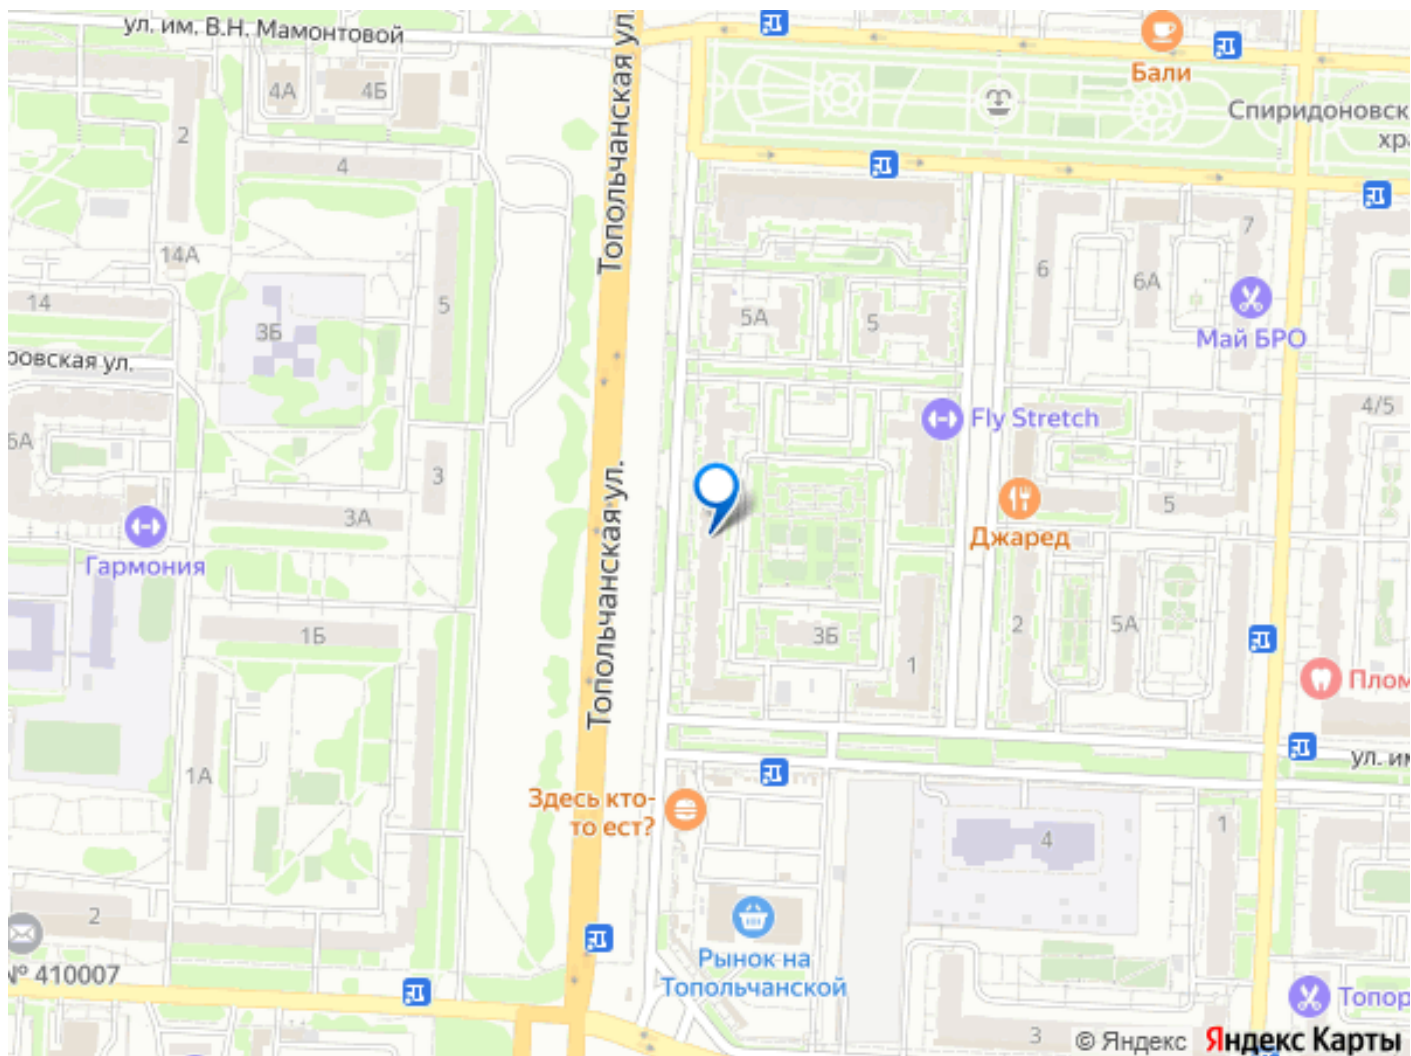 ул. им. В.Н. Мамонтовой
Топольчанская ул.
Бали
4А
4Б
2
4
Спиридоновск
хра
14А
7
6
6А
14
3Б
5
5А
5
Май БРО
ровская ул.
4/5
6А
Fly Stretch
3
3А
5
Гармония
Джаред
Топольчанская ул.
1Б
3Б
2
5А
1
Плом
1А
ул. им
Здесь кто-
то ест?
1
4
2
№ 410007
Рынок на
Топольчанской
Топор
3
© Яндекс
Яндекс Карты